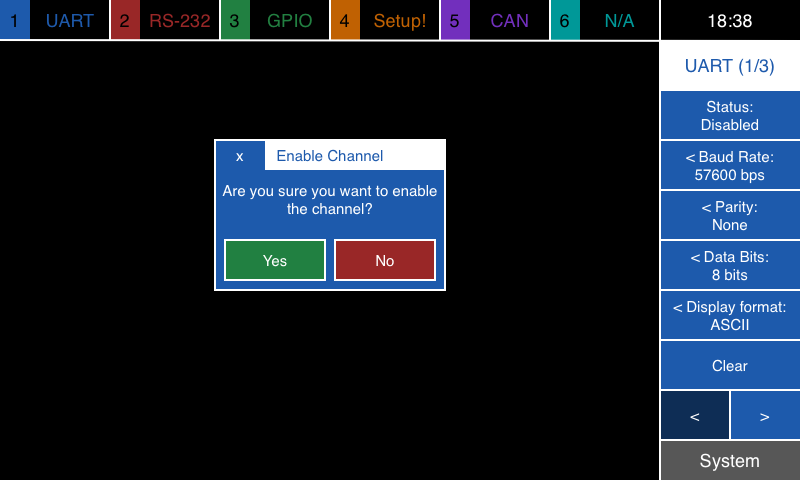 1 UART 2 RS-232 3 GPIO 4 Setup! 5 CAN 6 N/A 18:38
UART (1/3)
Status:
Disabled
< Baud Rate:
57600 bps
< Parity:
None
< Data Bits:
8 bits
< Display format:
ASCII
Clear
< >
System
x Enable Channel
Are you sure you want to enable
the channel?
Yes No